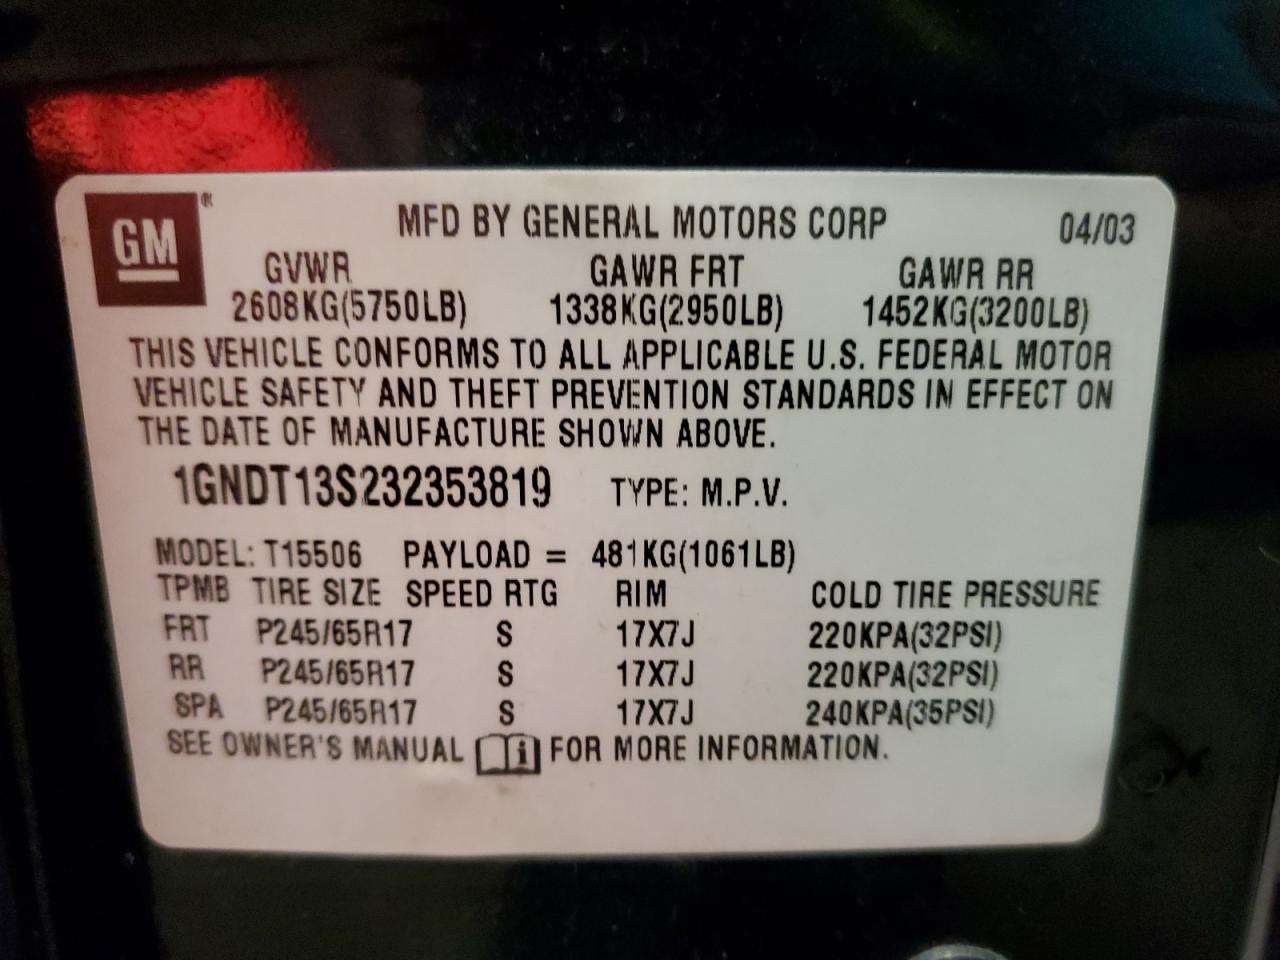 GM ® MFD BY GENERAL MOTORS CORP 04/03
GVWR GAWR FRT GAWR RR
2608KG(5750LB) 1338KG(2950LB) 1452KG(3200LB)
THIS VEHICLE CONFORMS TO ALL APPLICABLE U.S. FEDERAL MOTOR
VEHICLE SAFETY AND THEFT PREVENTION STANDARDS IN EFFECT ON
THE DATE OF MANUFACTURE SHOWN ABOVE.
1GNDT13S232353819 TYPE: M.P.V.
MODEL: T15506 PAYLOAD = 481KG(1061LB)
TPMB TIRE SIZE SPEED RTG RIM COLD TIRE PRESSURE
FRT P245/65R17 S 17X7J 220KPA(32PSI)
RR P245/65R17 S 17X7J 220KPA(32PSI)
SPA P245/65R17 S 17X7J 240KPA(35PSI)
SEE OWNER'S MANUAL i FOR MORE INFORMATION.